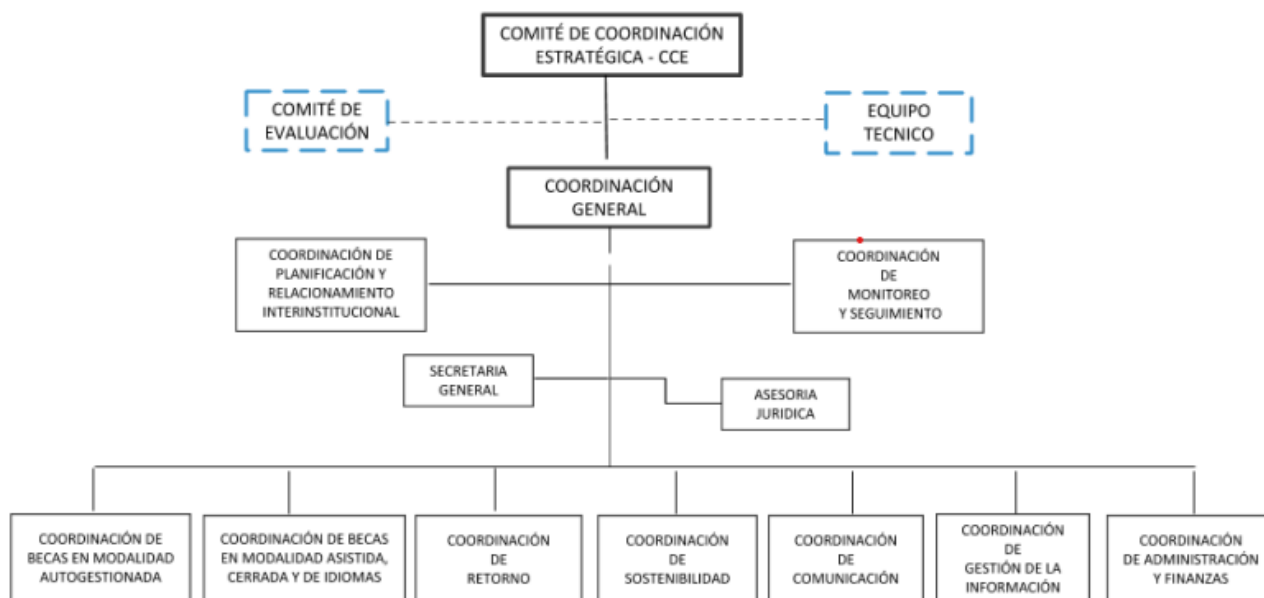 COMITÉ DE COORDINACIÓN
ESTRATÉGICA - CCE
COMITÉ DE
EVALUACIÓN
EQUIPO
TECNICO
COORDINACIÓN
GENERAL
COORDINACIÓN DE
PLANIFICACIÓN Y
RELACIONAMIENTO
INTERINSTITUCIONAL
COORDINACIÓN
DE
MONITOREO
Y SEGUIMIENTO
SECRETARIA
GENERAL
ASESORIA
JURIDICA
COORDINACIÓN DE
BECAS EN MODALIDAD
AUTOGESTIONADA
COORDINACIÓN DE BECAS
EN MODALIDAD ASISTIDA,
CERRADA Y DE IDIOMAS
COORDINACIÓN
DE
RETORNO
COORDINACIÓN
DE
SOSTENIBILIDAD
COORDINACIÓN
DE
COMUNICACIÓN
COORDINACIÓN
DE
GESTIÓN DE LA
INFORMACIÓN
COORDINACIÓN
DE ADMINISTRACIÓN
Y FINANZAS